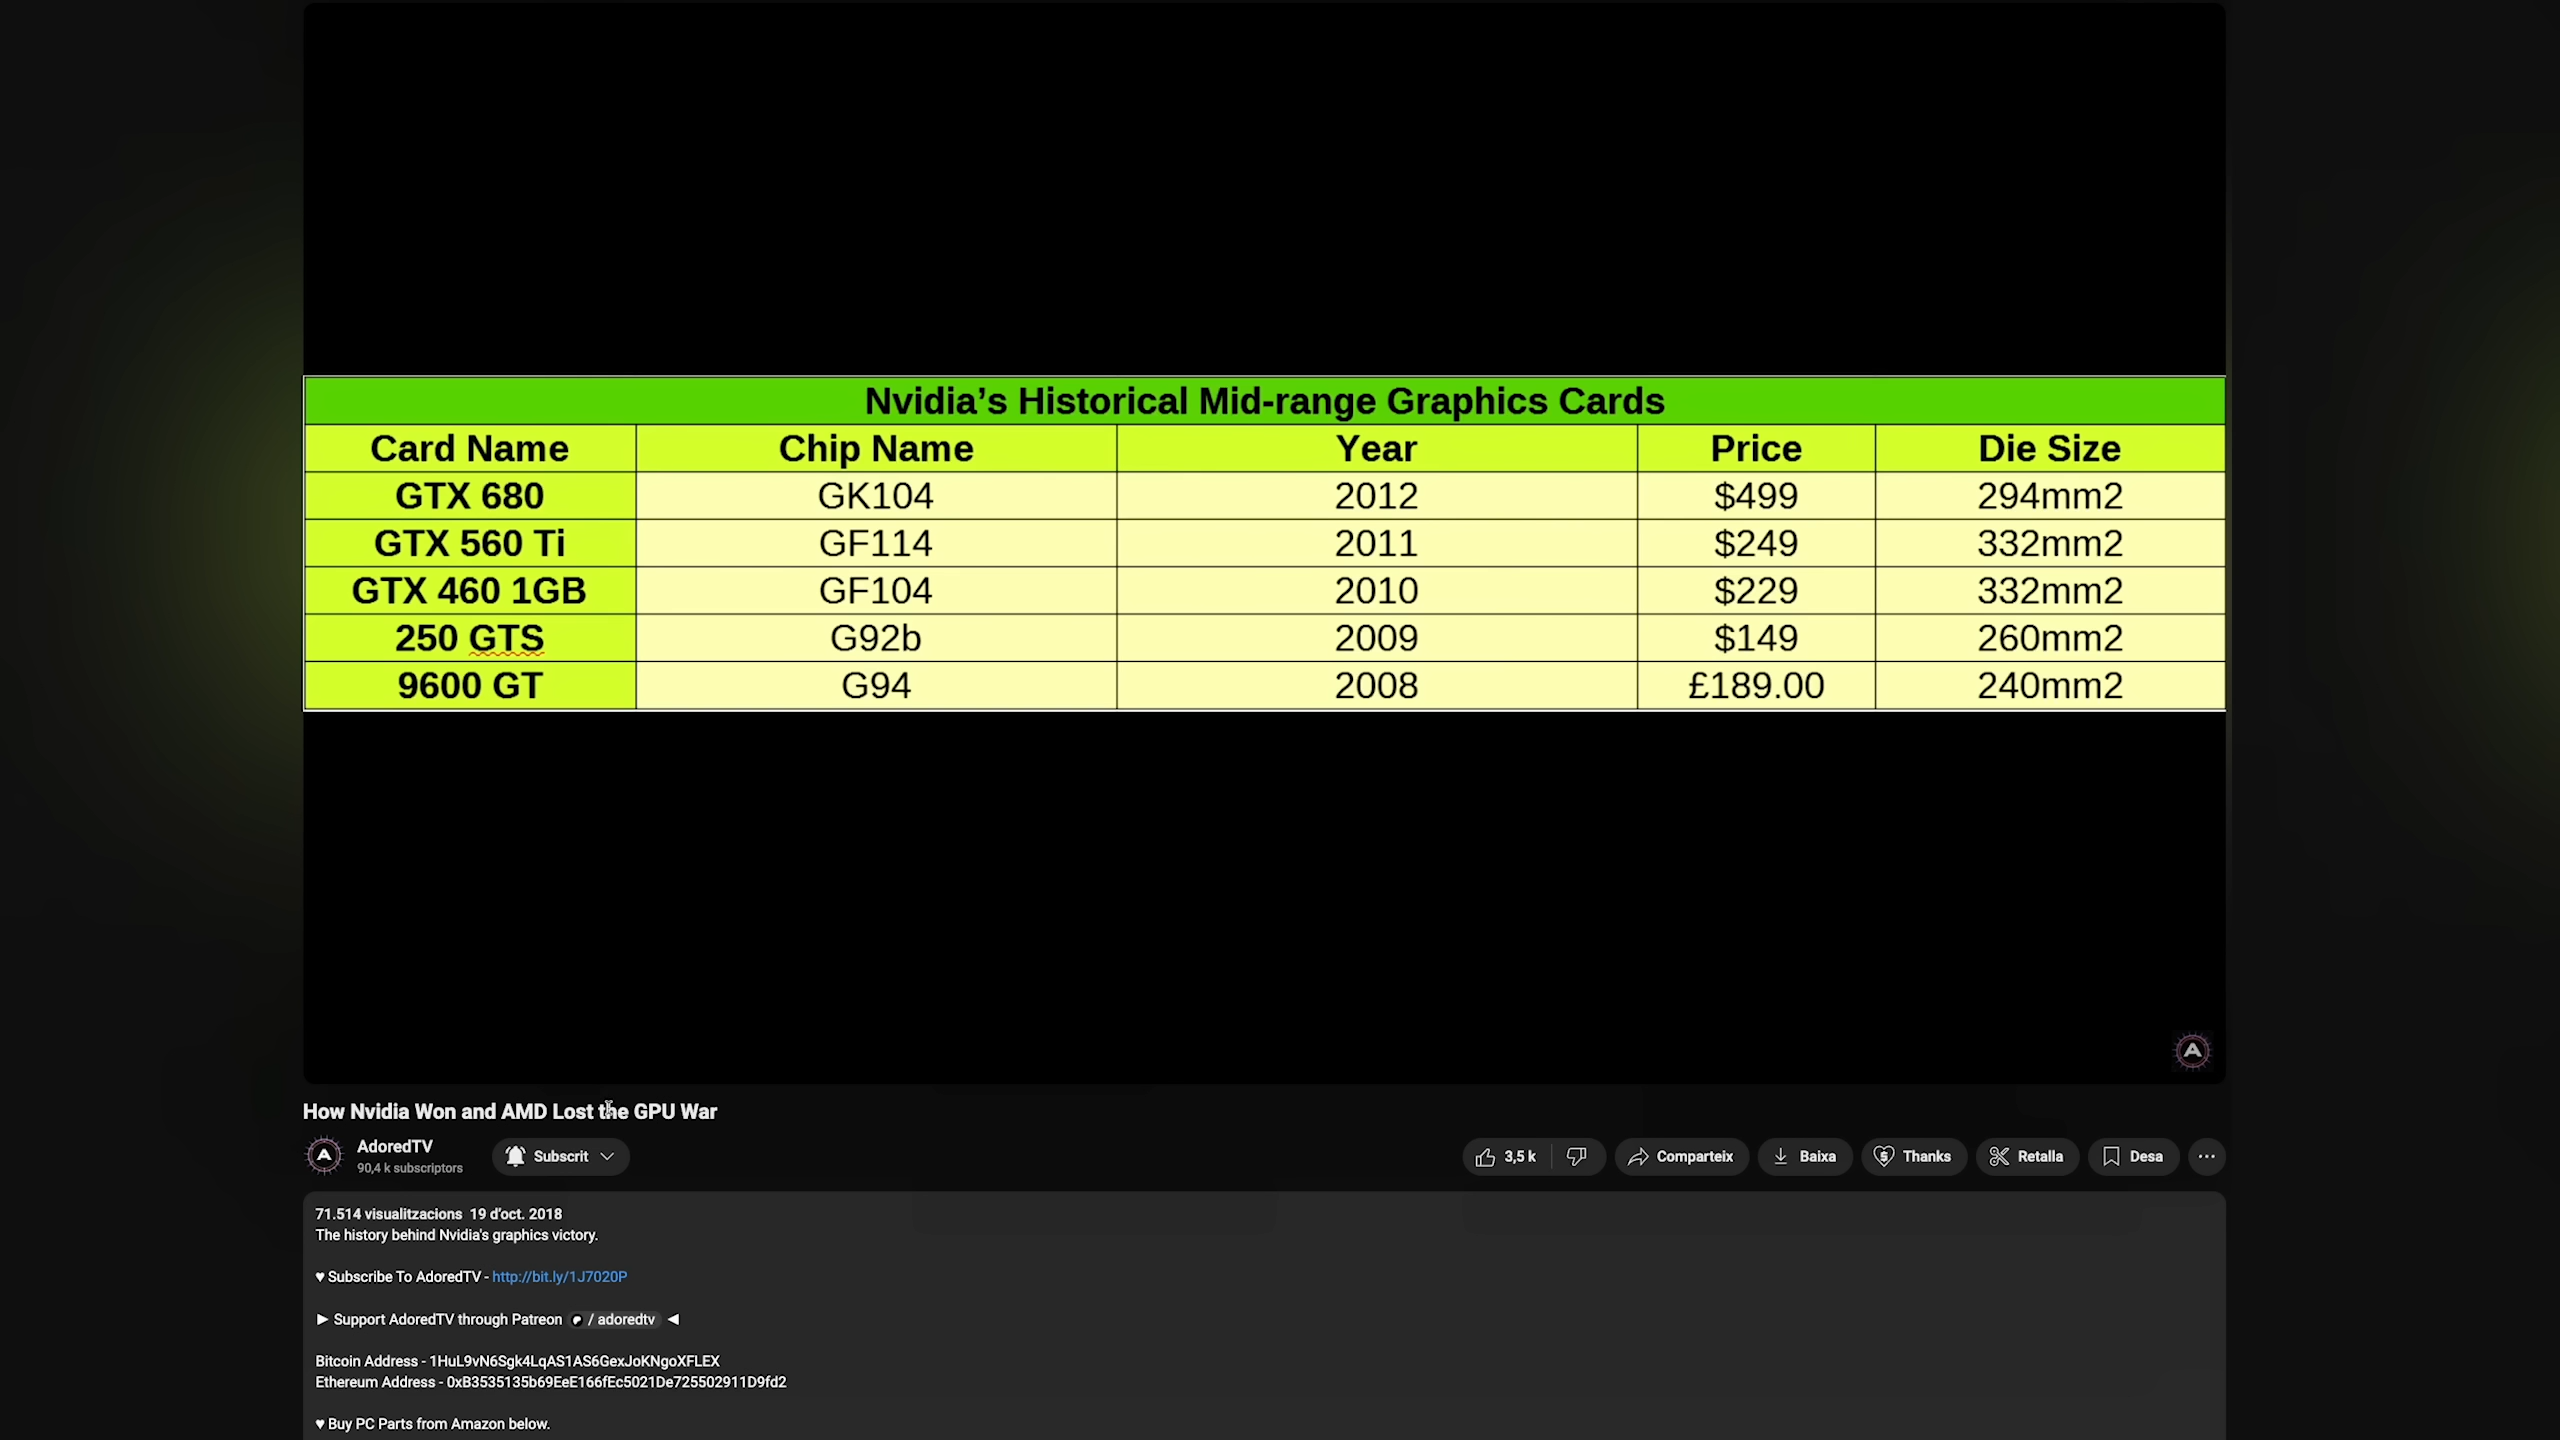 Nvidia’s Historical Mid-range Graphics Cards
Card Name Chip Name Year Price Die Size
GTX 680 GK104 2012 $499 294mm2
GTX 560 Ti GF114 2011 $249 332mm2
GTX 460 1GB GF104 2010 $229 332mm2
250 GTS G92b 2009 $149 260mm2
9600 GT G94 2008 £189.00 240mm2
A
How Nvidia Won and AMD Lost the GPU War
A
AdoredTV
90,4 k subscriptors
Subscrit
3,5 k
Comparteix
Baixa
Thanks
Retalla
Desa
71.514 visualitzacions 19 d’oct. 2018
The history behind Nvidia's graphics victory.
♥ Subscribe To AdoredTV - http://bit.ly/1J7020P
► Support AdoredTV through Patreon / adoredtv ◄
Bitcoin Address - 1HuL9vN6Sgk4LqAS1AS6GexJoKNgoXFLEX
Ethereum Address - 0xB3535135b69EeE166fEc5021De725502911D9fd2
♥ Buy PC Parts from Amazon below.